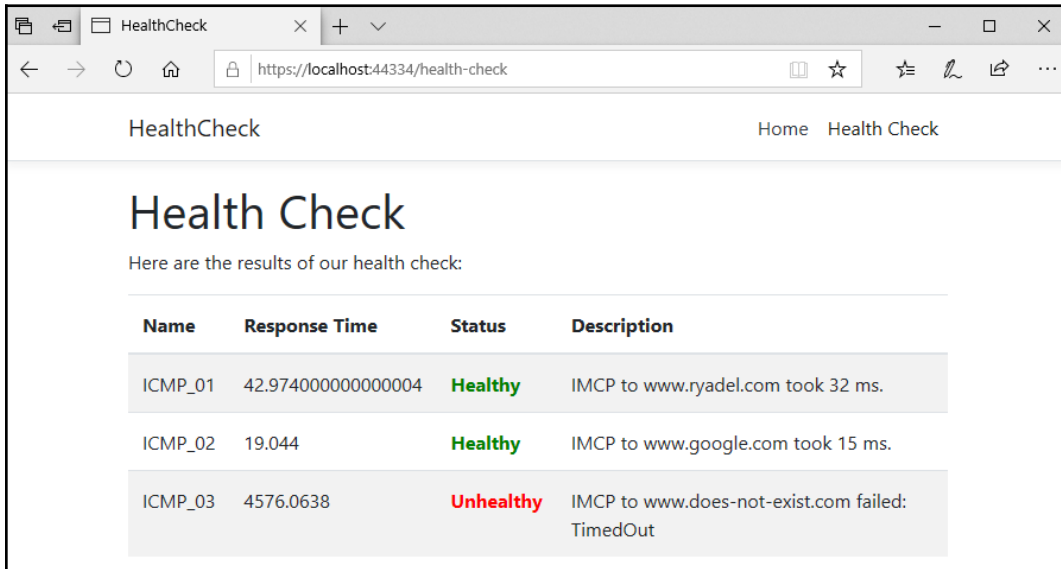 HealthCheck
https://localhost:44334/health-check
HealthCheck
Home Health Check
Health Check
Here are the results of our health check:
Name Response Time Status Description
ICMP_01 42.974000000000004 Healthy IMCP to www.ryadel.com took 32 ms.
ICMP_02 19.044 Healthy IMCP to www.google.com took 15 ms.
ICMP_03 4576.0638 Unhealthy IMCP to www.does-not-exist.com failed:
TimedOut